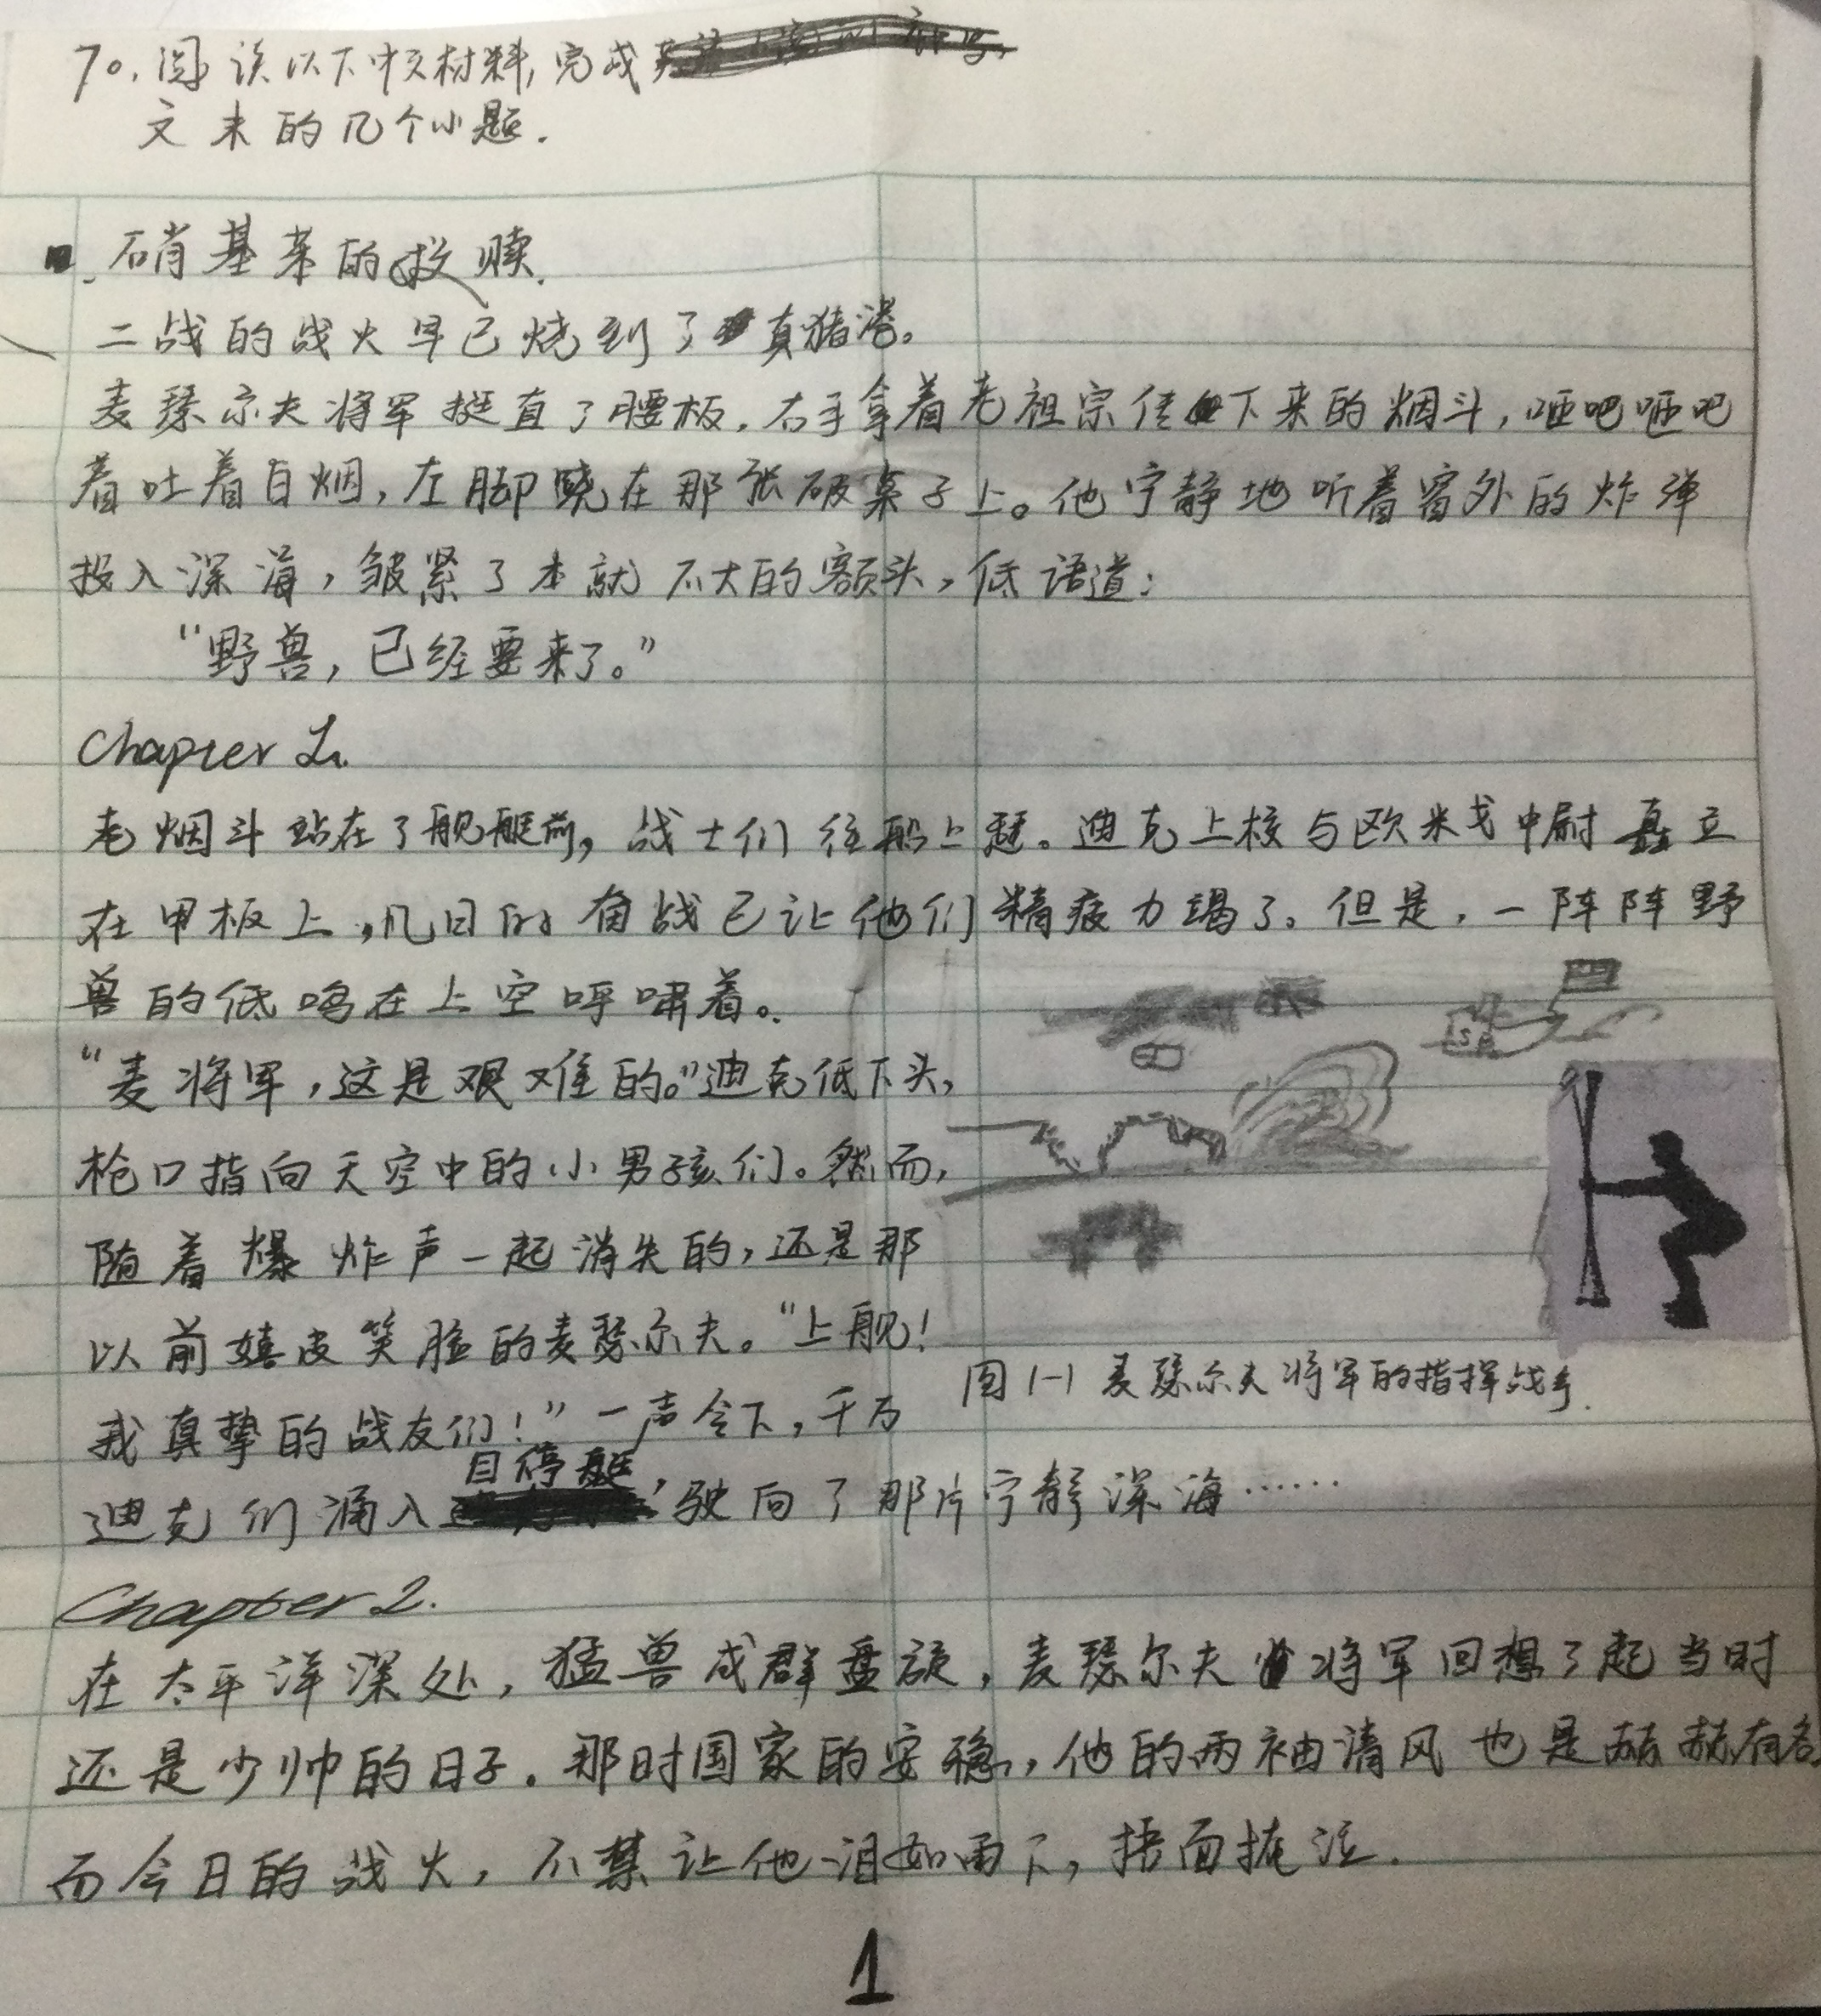 70.阅读以下中文材料,完成
文末的几个小题.
硝基苯的救赎.
二战的战火早已烧到了真猪港。
麦瑟尔夫将军挺直了腰板,右手拿着老祖宗传下来的烟斗,咂吧咂吧
着吐着白烟,左脚跷在那张破桌子上。他宁静地听着窗外的炸弹
投入深海,皱紧了本就不大的额头,低语道:
“野兽,已经要来了。”
Chapter 1.
老烟斗站在了舰艇前,战士们往船上赶。迪克上校与欧米戈中尉矗立
在甲板上,几日的奋战已让他们精疲力竭了。但是,一阵阵野
兽的低鸣在上空呼啸着。
“麦将军,这是艰难的。”迪克低下头,
枪口指向天空中的小男孩们。然而,
随着爆炸声一起消失的,还是那
以前嬉皮笑脸的麦瑟尔夫。“上舰!
我真挚的战友们!”一声令下,千万
迪克们涌入目停艇,驶向了那片宁静深海……
图1-1 麦瑟尔夫将军的指挥战争.
Chapter 2.
在太平洋深处,猛兽成群盘旋,麦瑟尔夫将军回想了起当时
还是少帅的日子.那时国家的安稳,他的两袖清风也是赫赫有名.
而今日的战火,不禁让他泪如雨下,捂面掩泣.
1